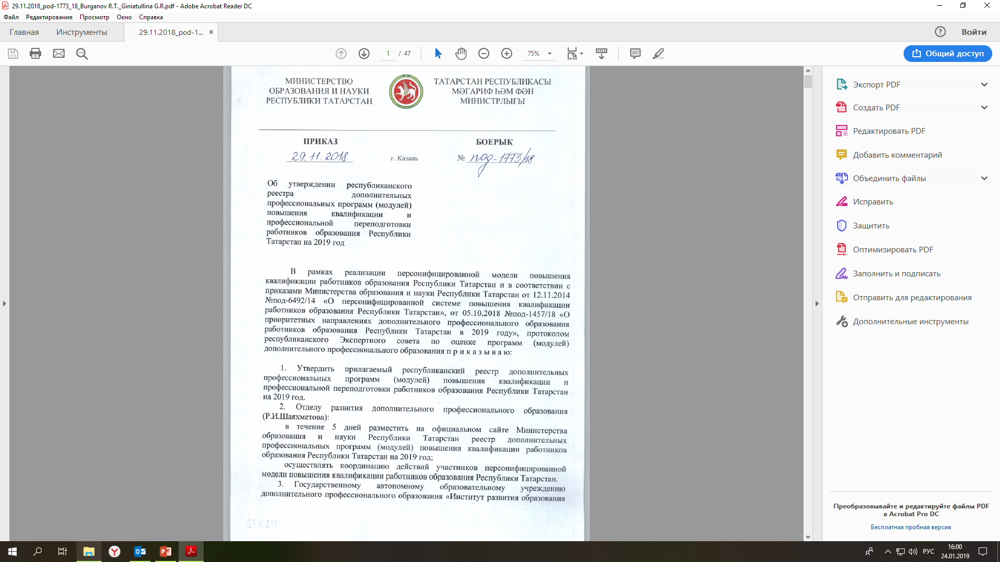 29.11.2018_pod-1773_18_Burganov R.T._Giniatullina G.R.pdf - Adobe Acrobat Reader DC
Файл Редактирование Просмотр Окно Справка
Главная Инструменты 29.11.2018_pod-1... × Войти
1 / 47 75% Общий доступ
МИНИСТЕРСТВО
ОБРАЗОВАНИЯ И НАУКИ
РЕСПУБЛИКИ ТАТАРСТАН
ТАТАРСТАН РЕСПУБЛИКАСЫ
МӘГАРИФ ҺӘМ ФӘН
МИНИСТРЛЫГЫ
ПРИКАЗ БОЕРЫК
29.11.2018 г. Казань № под-1773/18
Об утверждении республиканского
реестра дополнительных
профессиональных программ (модулей)
повышения квалификации и
профессиональной переподготовки
работников образования Республики
Татарстан на 2019 год
В рамках реализации персонифицированной модели повышения
квалификации работников образования Республики Татарстан и в соответствии с
приказами Министерства образования и науки Республики Татарстан от 12.11.2014
№под-6492/14 «О персонифицированной системе повышения квалификации
работников образования Республики Татарстан», от 05.10.2018 №под-1457/18 «О
приоритетных направлениях дополнительного профессионального образования
работников образования Республики Татарстан в 2019 году», протоколом
республиканского Экспертного совета по оценке программ (модулей)
дополнительного профессионального образования п р и к а з ы в а ю:
1. Утвердить прилагаемый республиканский реестр дополнительных
профессиональных программ (модулей) повышения квалификации и
профессиональной переподготовки работников образования Республики Татарстан
на 2019 год.
2. Отделу развития дополнительного профессионального образования
(Р.И.Шаяхметова):
в течение 5 дней разместить на официальном сайте Министерства
образования и науки Республики Татарстан реестр дополнительных
профессиональных программ (модулей) повышения квалификации работников
образования Республики Татарстан на 2019 год;
осуществлять координацию действий участников персонифицированной
модели повышения квалификации работников образования Республики Татарстан.
3. Государственному автономному образовательному учреждению
дополнительного профессионального образования «Институт развития образования
Экспорт PDF
Создать PDF
Редактировать PDF
Добавить комментарий
Объединить файлы
Исправить
Защитить
Оптимизировать PDF
Заполнить и подписать
Отправить для редактирования
Дополнительные инструменты
Преобразовывайте и редактируйте файлы PDF
в Acrobat Pro DC
Бесплатная пробная версия
РУС
16:00
24.01.2019